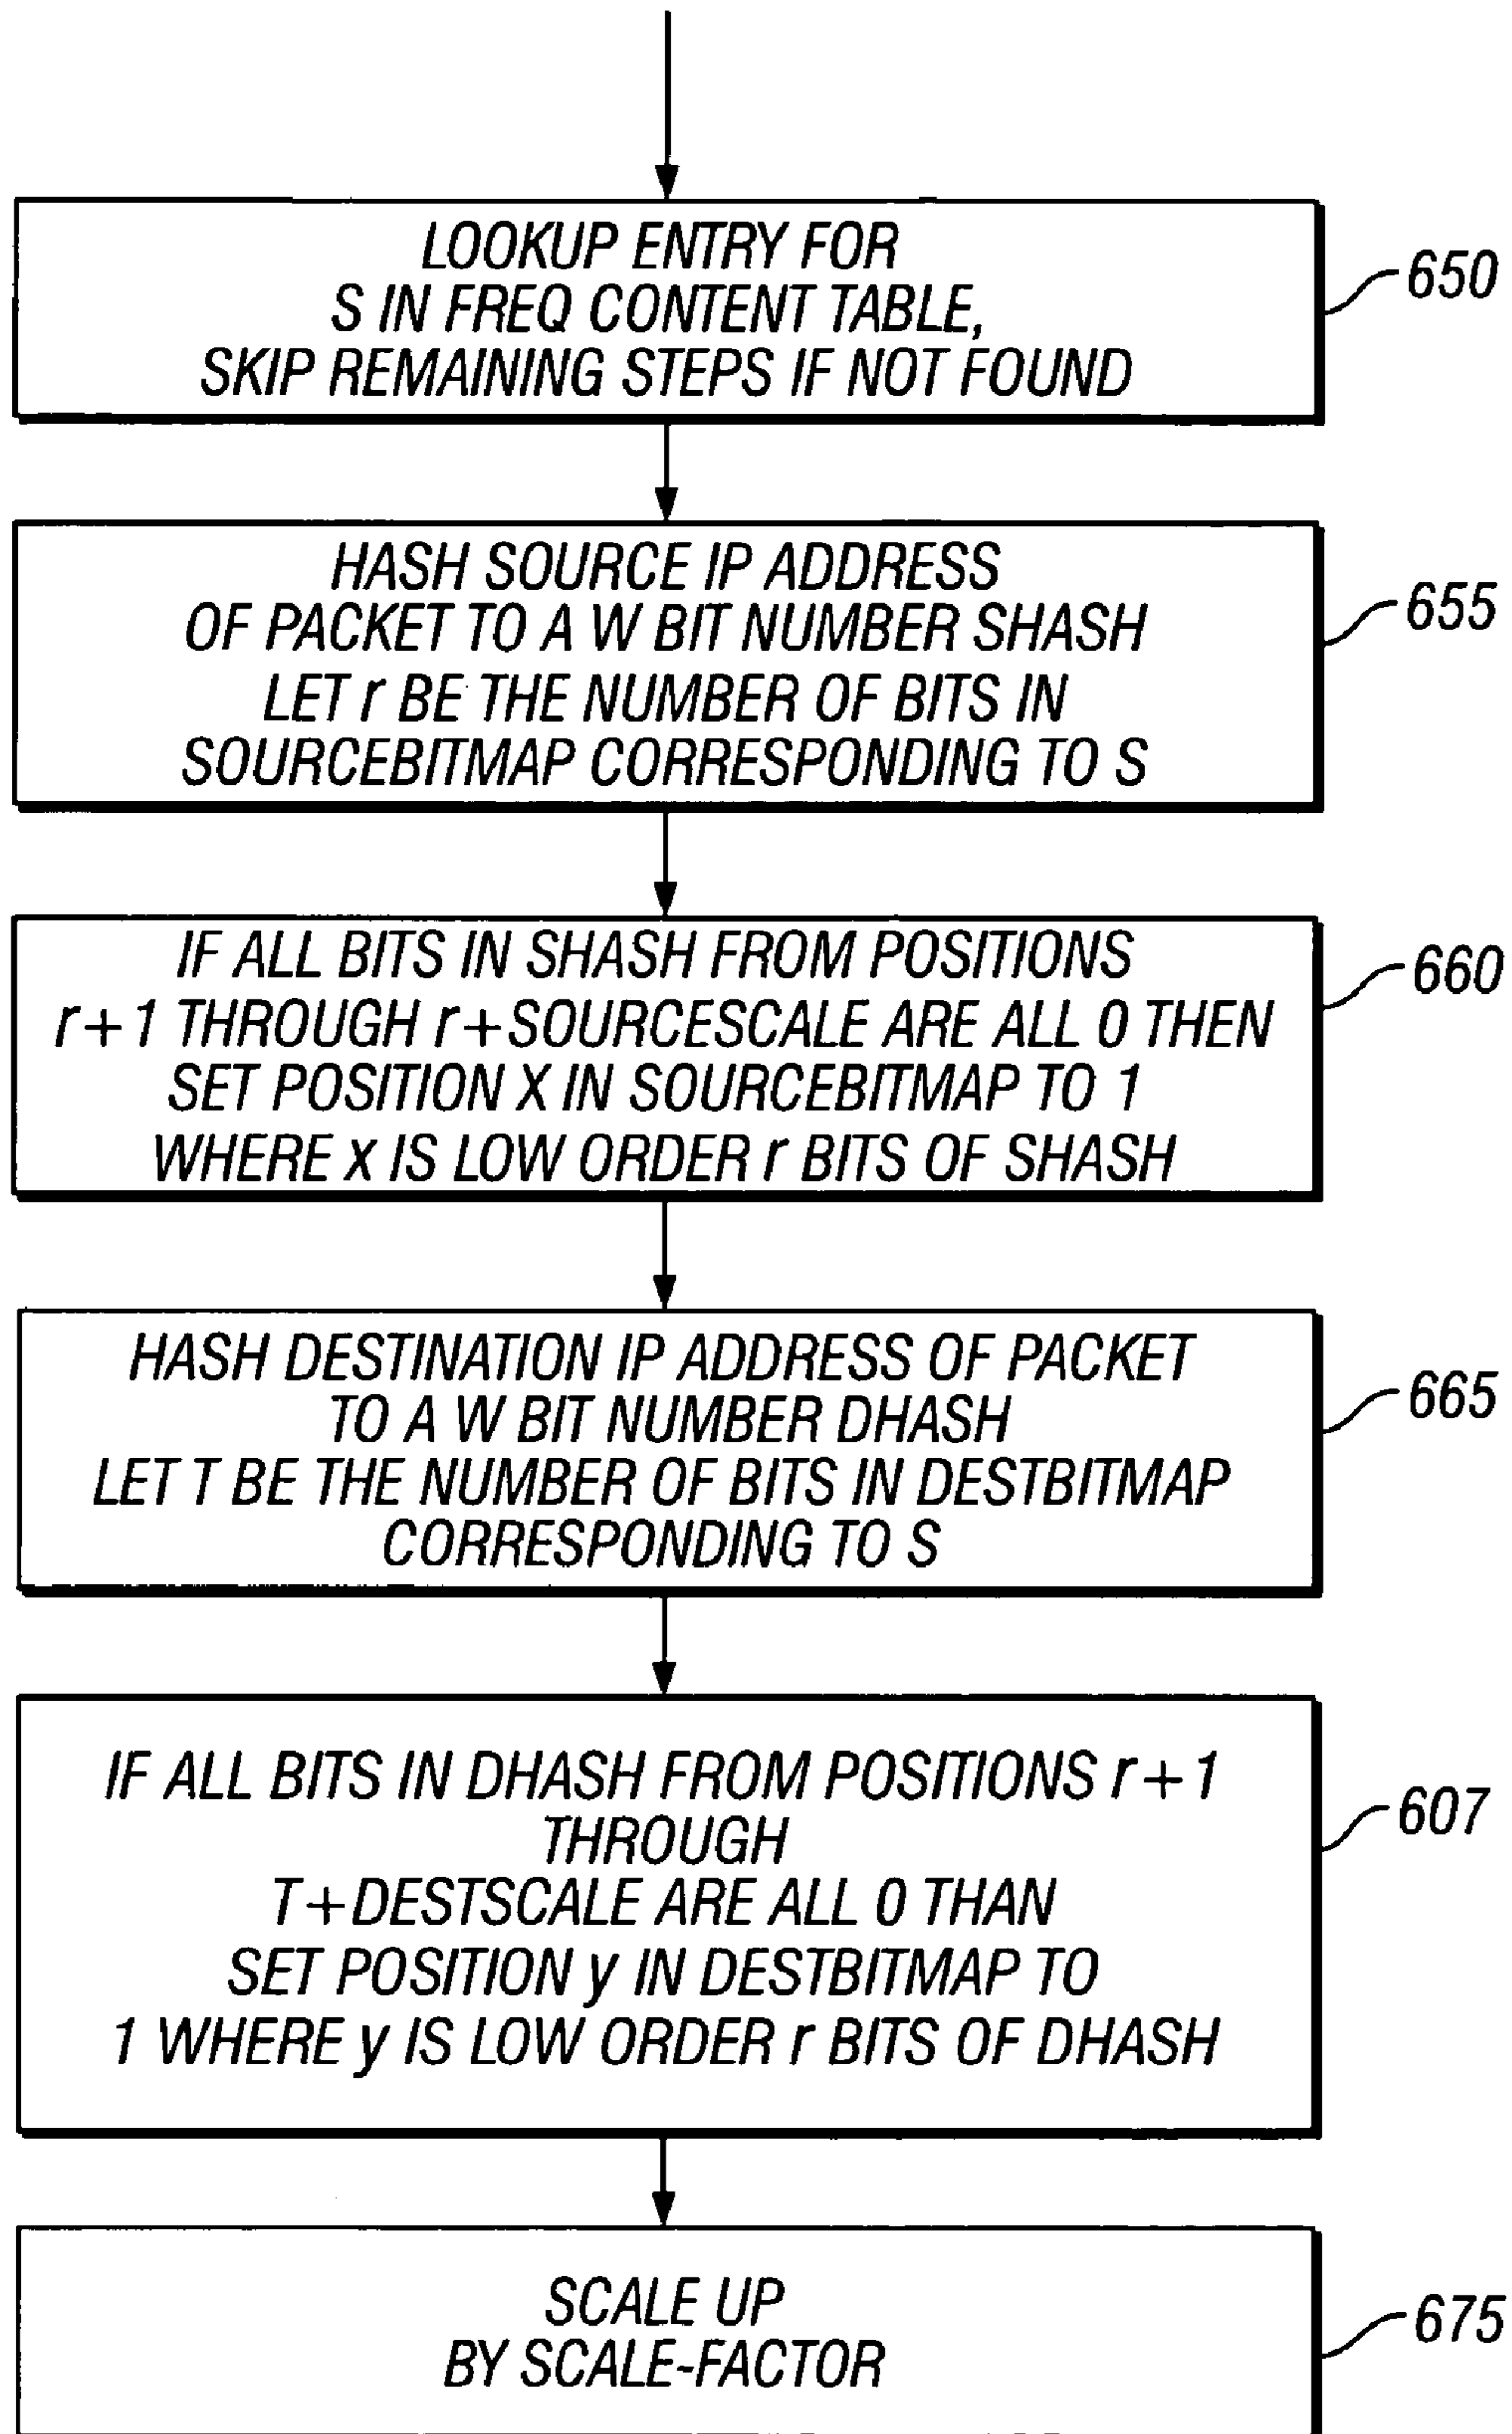 LOOKUP ENTRY FOR
S IN FREQ CONTENT TABLE,
SKIP REMAINING STEPS IF NOT FOUND
650
HASH SOURCE IP ADDRESS
OF PACKET TO A W BIT NUMBER SHASH
LET r BE THE NUMBER OF BITS IN
SOURCEBITMAP CORRESPONDING TO S
655
IF ALL BITS IN SHASH FROM POSITIONS
r+1 THROUGH r+SOURCESCALE ARE ALL 0 THEN
SET POSITION X IN SOURCEBITMAP TO 1
WHERE x IS LOW ORDER r BITS OF SHASH
660
HASH DESTINATION IP ADDRESS OF PACKET
TO A W BIT NUMBER DHASH
LET T BE THE NUMBER OF BITS IN DESTBITMAP
CORRESPONDING TO S
665
IF ALL BITS IN DHASH FROM POSITIONS r+1
THROUGH
T+DESTSCALE ARE ALL 0 THAN
SET POSITION y IN DESTBITMAP TO
1 WHERE y IS LOW ORDER r BITS OF DHASH
607
SCALE UP
BY SCALE-FACTOR
675